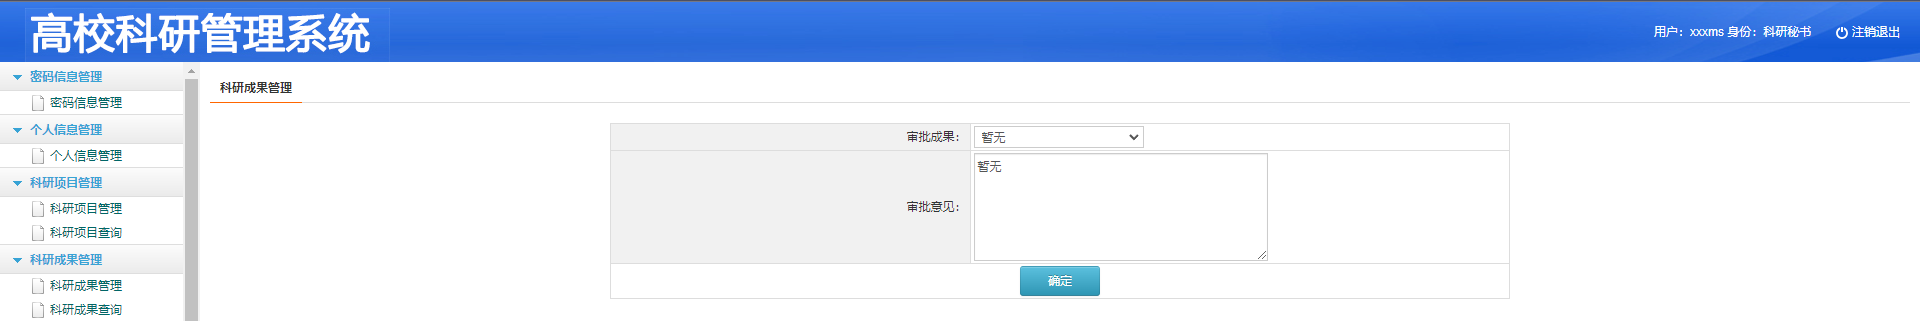 高校科研管理系统
用户：xxxms 身份：科研秘书
注销退出
密码信息管理
密码信息管理
个人信息管理
个人信息管理
科研项目管理
科研项目管理
科研项目查询
科研成果管理
科研成果管理
科研成果查询
科研成果管理
审批成果：
暂无
审批意见：
暂无
确定